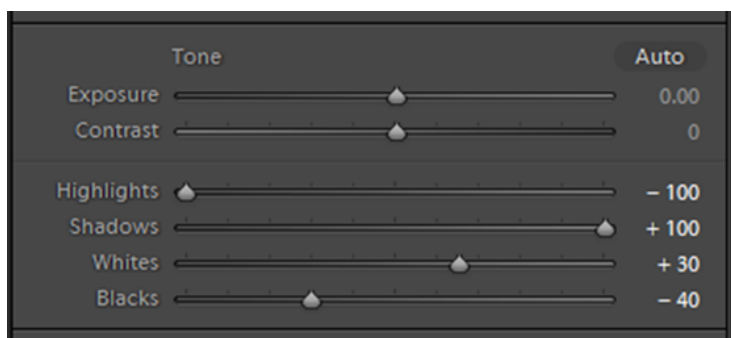 Tone Auto
Exposure 0.00
Contrast 0
Highlights – 100
Shadows + 100
Whites + 30
Blacks – 40